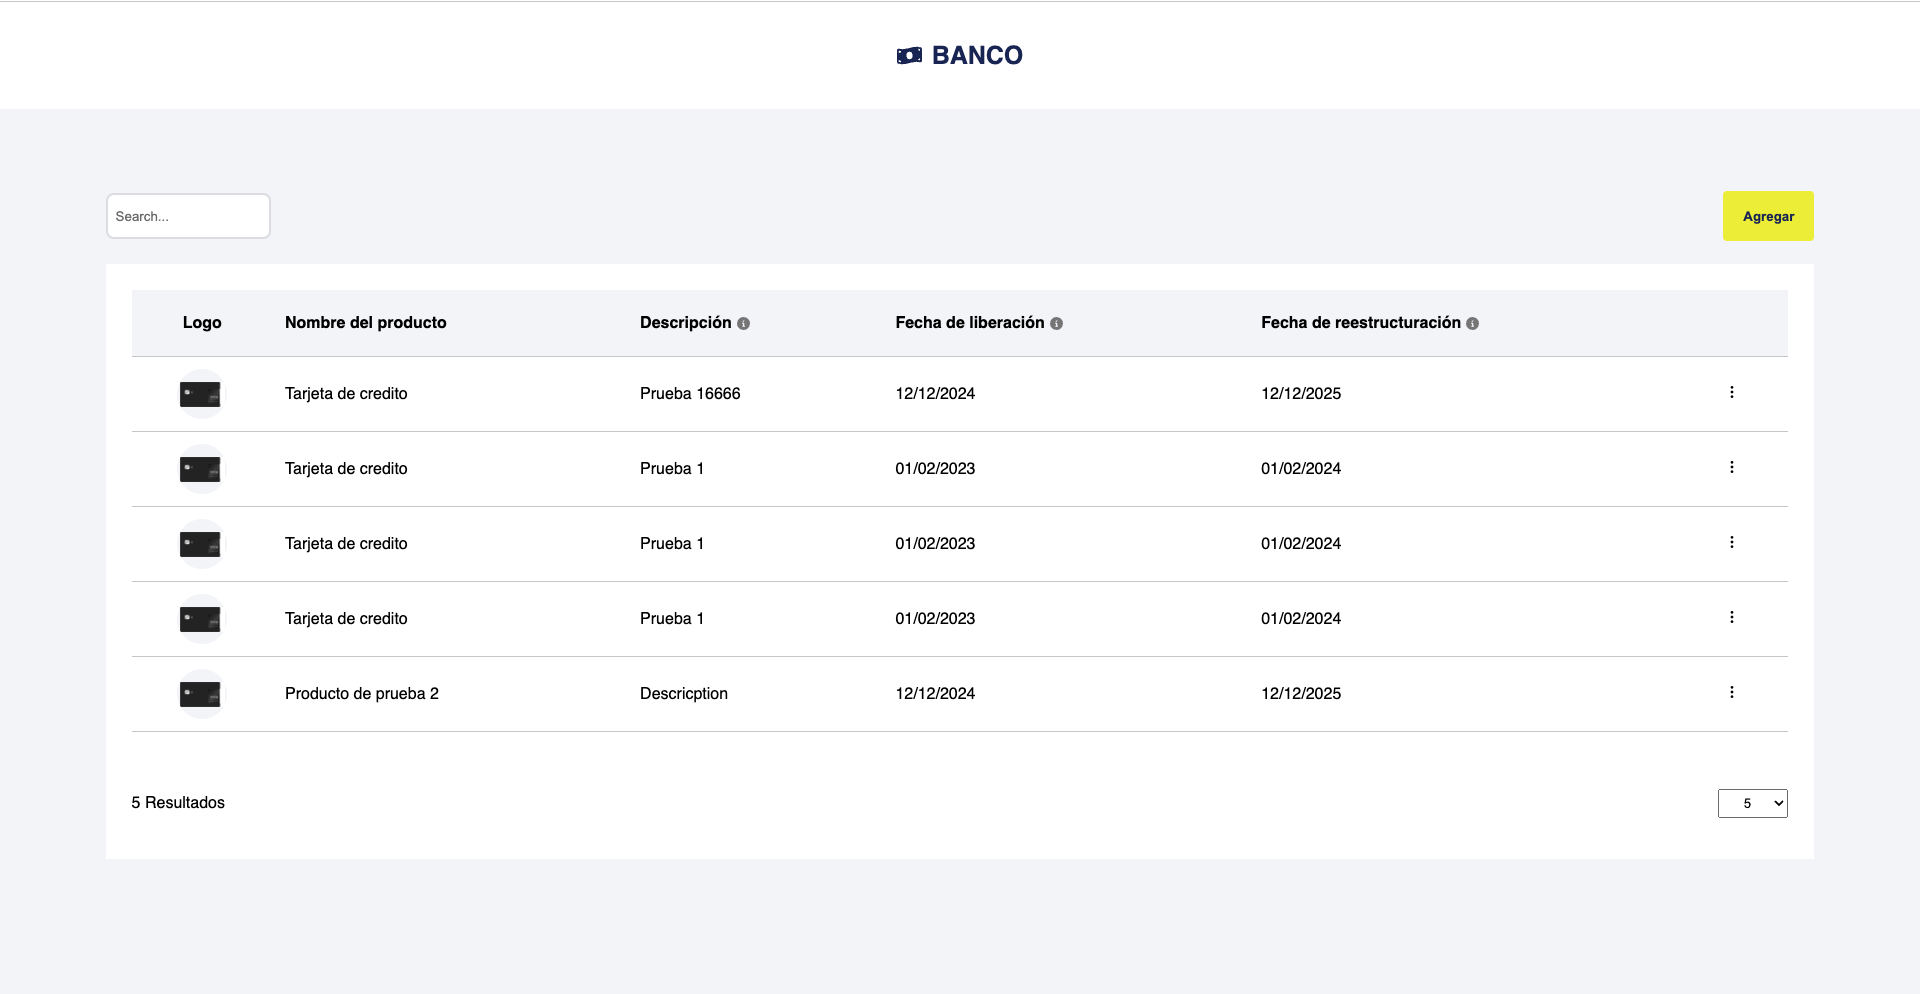 BANCO
Search...
Agregar
Logo Nombre del producto Descripción Fecha de liberación Fecha de reestructuración
Tarjeta de credito Prueba 16666 12/12/2024 12/12/2025
Tarjeta de credito Prueba 1 01/02/2023 01/02/2024
Tarjeta de credito Prueba 1 01/02/2023 01/02/2024
Tarjeta de credito Prueba 1 01/02/2023 01/02/2024
Producto de prueba 2 Descricption 12/12/2024 12/12/2025
5 Resultados
5